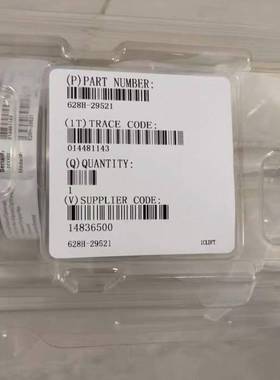 (P)PART NUMBER:
628H-29521
(1T)TRACE CODE:
014481143
(Q)QUANTITY:
1
(V)SUPPLIER CODE:
14836500
628H-29521